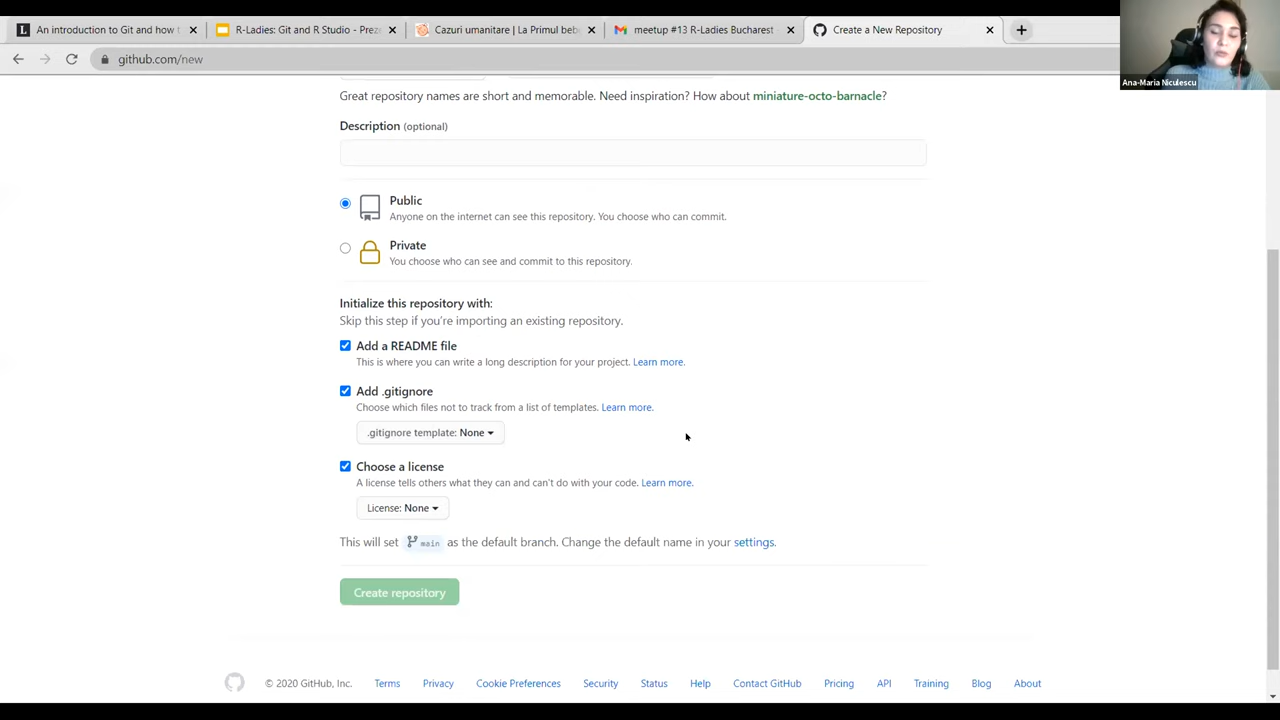 An introduction to Git and how t
R-Ladies: Git and R Studio - Prez
Cazuri umanitare | La Primul beb
meetup #13 R-Ladies Bucharest
Create a New Repository
github.com/new
Ana-Maria Niculescu
Great repository names are short and memorable. Need inspiration? How about miniature-octo-barnacle?
Description (optional)
Public
Anyone on the internet can see this repository. You choose who can commit.
Private
You choose who can see and commit to this repository.
Initialize this repository with:
Skip this step if you're importing an existing repository.
Add a README file
This is where you can write a long description for your project. Learn more.
Add .gitignore
Choose which files not to track from a list of templates. Learn more.
.gitignore template: None
Choose a license
A license tells others what they can and can't do with your code. Learn more.
License: None
This will set main as the default branch. Change the default name in your settings.
Create repository
© 2020 GitHub, Inc. Terms Privacy Cookie Preferences Security Status Help Contact GitHub Pricing API Training Blog About